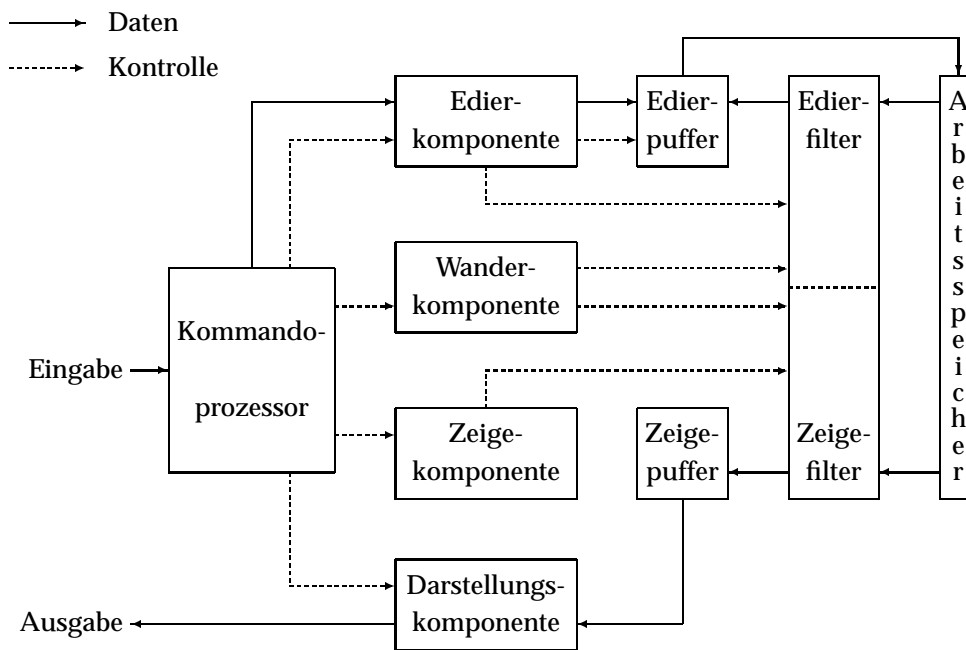 Daten
Kontrolle
Edier-
komponente
Edier-
puffer
Edier-
filter
Arbeitsspeicher
Wander-
komponente
Kommando-
prozessor
Eingabe
Zeige-
komponente
Zeige-
puffer
Zeige-
filter
Darstellungs-
komponente
Ausgabe